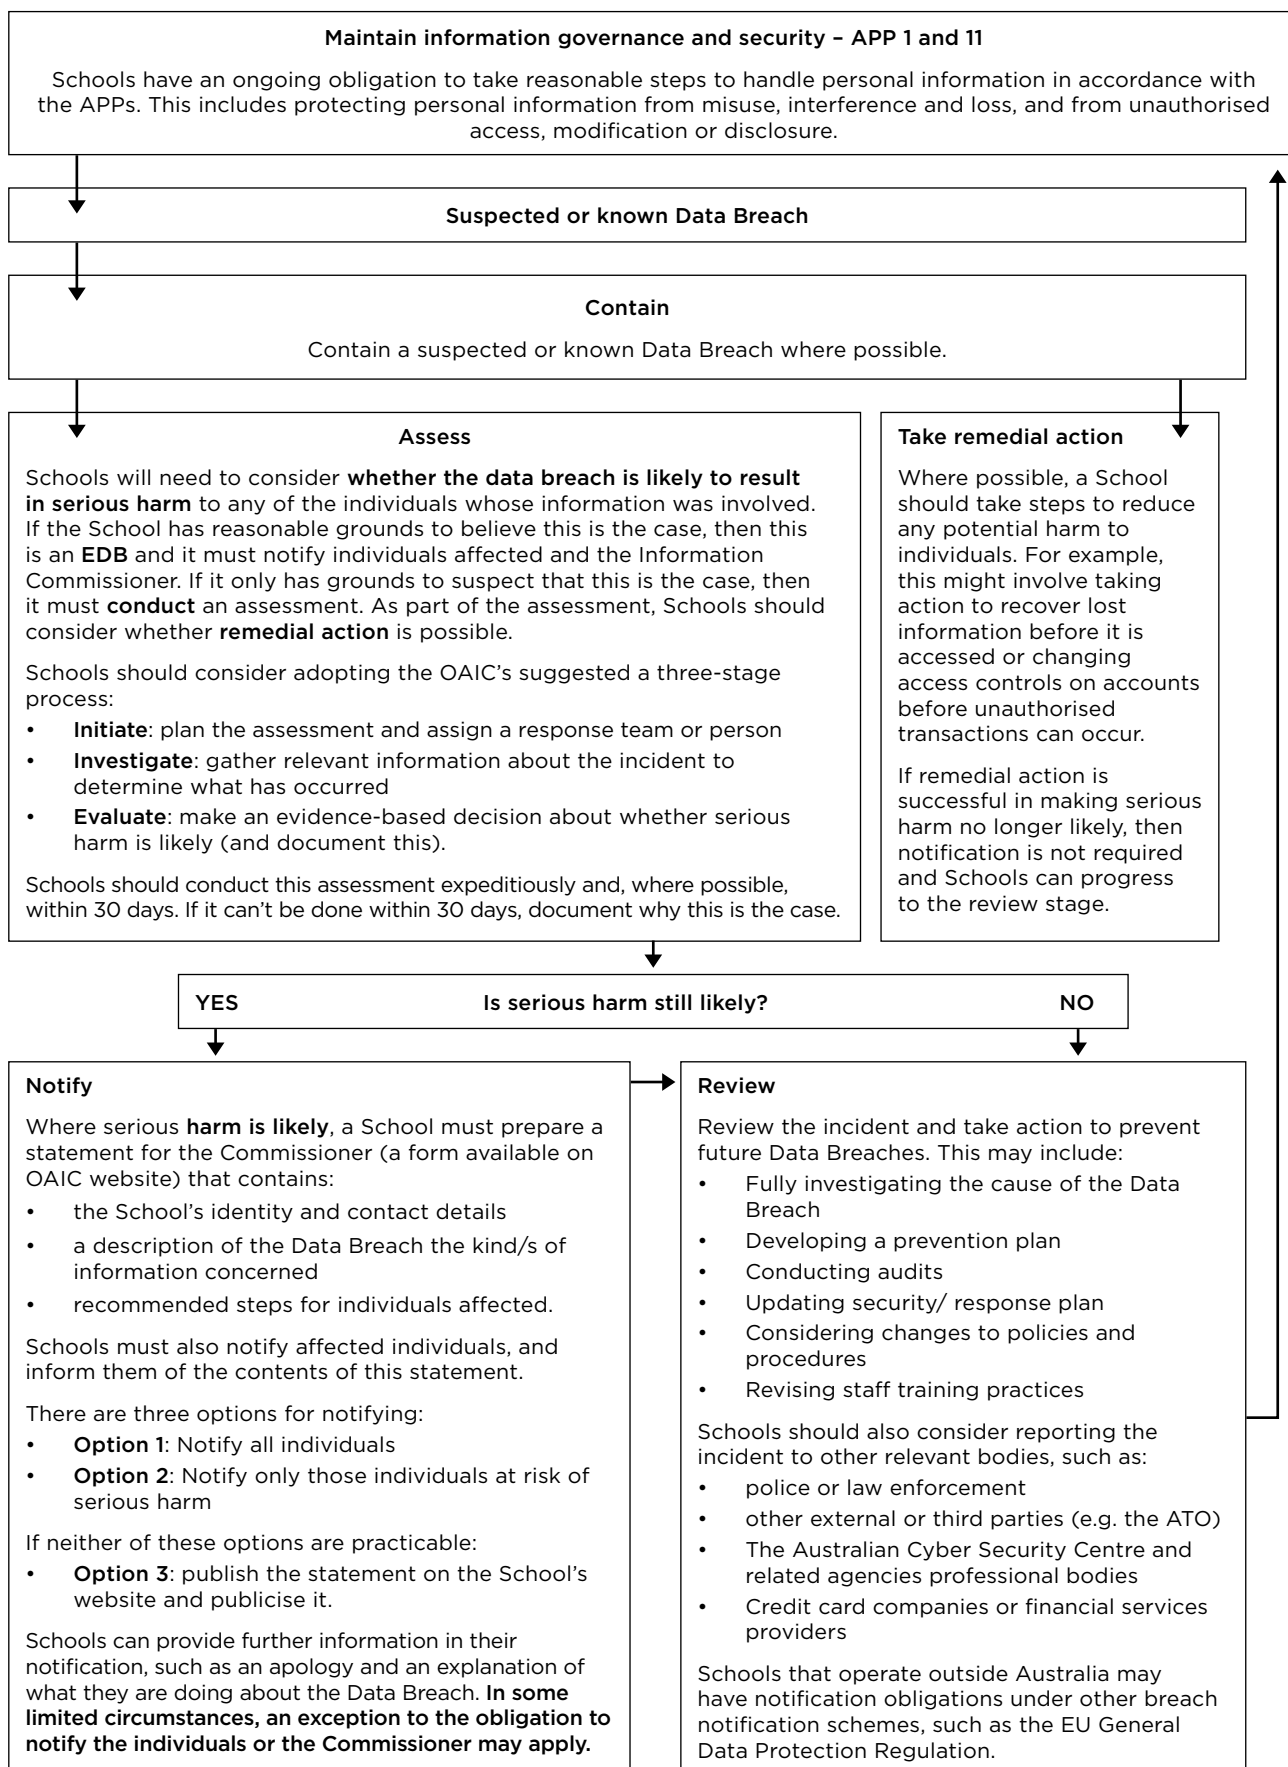 Maintain information governance and security – APP 1 and 11
Schools have an ongoing obligation to take reasonable steps to handle personal information in accordance with
the APPs. This includes protecting personal information from misuse, interference and loss, and from unauthorised
access, modification or disclosure.
Suspected or known Data Breach
Contain
Contain a suspected or known Data Breach where possible.
Assess
Schools will need to consider whether the data breach is likely to result
in serious harm to any of the individuals whose information was involved.
If the School has reasonable grounds to believe this is the case, then this
is an EDB and it must notify individuals affected and the Information
Commissioner. If it only has grounds to suspect that this is the case, then
it must conduct an assessment. As part of the assessment, Schools should
consider whether remedial action is possible.
Schools should consider adopting the OAIC's suggested a three-stage
process:
• Initiate: plan the assessment and assign a response team or person
• Investigate: gather relevant information about the incident to
determine what has occurred
• Evaluate: make an evidence-based decision about whether serious
harm is likely (and document this).
Schools should conduct this assessment expeditiously and, where possible,
within 30 days. If it can't be done within 30 days, document why this is the case.
Take remedial action
Where possible, a School
should take steps to reduce
any potential harm to
individuals. For example,
this might involve taking
action to recover lost
information before it is
accessed or changing
access controls on accounts
before unauthorised
transactions can occur.
If remedial action is
successful in making serious
harm no longer likely, then
notification is not required
and Schools can progress
to the review stage.
YES Is serious harm still likely? NO
Notify
Where serious harm is likely, a School must prepare a
statement for the Commissioner (a form available on
OAIC website) that contains:
• the School's identity and contact details
• a description of the Data Breach the kind/s of
information concerned
• recommended steps for individuals affected.
Schools must also notify affected individuals, and
inform them of the contents of this statement.
There are three options for notifying:
• Option 1: Notify all individuals
• Option 2: Notify only those individuals at risk of
serious harm
If neither of these options are practicable:
• Option 3: publish the statement on the School's
website and publicise it.
Schools can provide further information in their
notification, such as an apology and an explanation of
what they are doing about the Data Breach. In some
limited circumstances, an exception to the obligation to
notify the individuals or the Commissioner may apply.
Review
Review the incident and take action to prevent
future Data Breaches. This may include:
• Fully investigating the cause of the Data
Breach
• Developing a prevention plan
• Conducting audits
• Updating security/ response plan
• Considering changes to policies and
procedures
• Revising staff training practices
Schools should also consider reporting the
incident to other relevant bodies, such as:
• police or law enforcement
• other external or third parties (e.g. the ATO)
• The Australian Cyber Security Centre and
related agencies professional bodies
• Credit card companies or financial services
providers
Schools that operate outside Australia may
have notification obligations under other breach
notification schemes, such as the EU General
Data Protection Regulation.